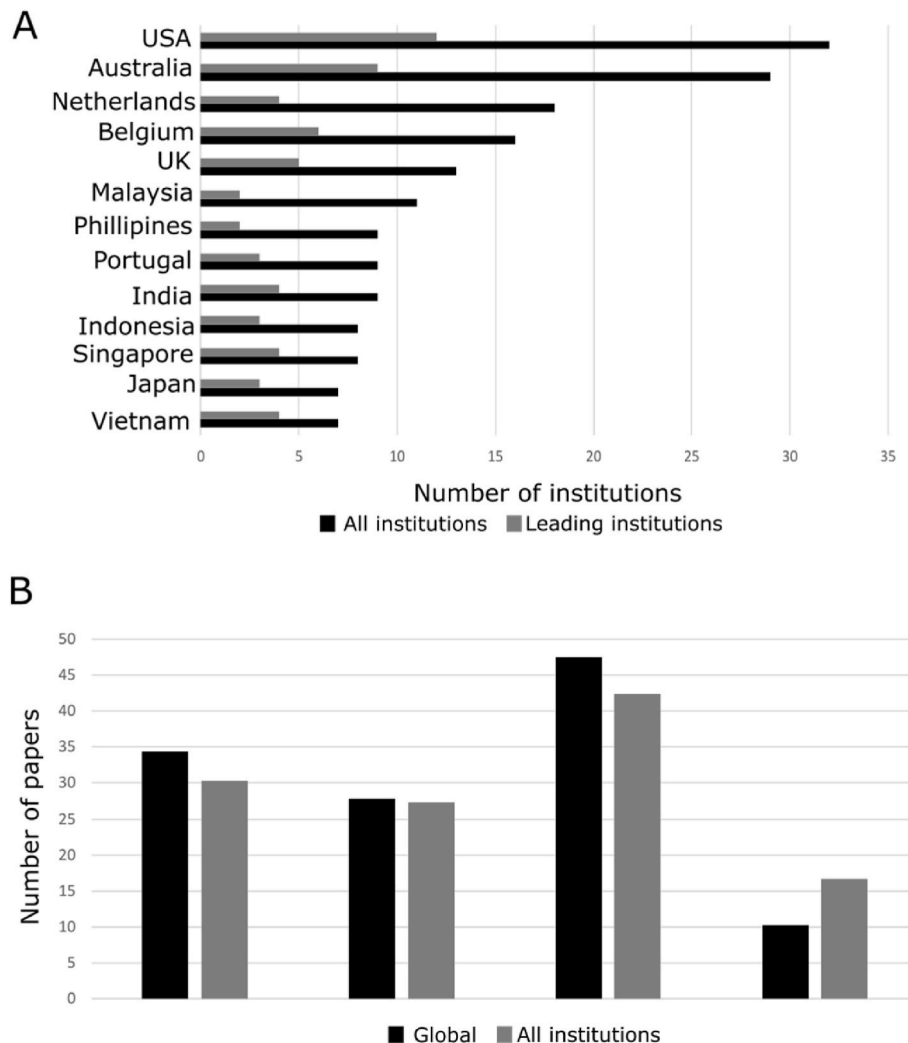 A
USA
Australia
Netherlands
Belgium
UK
Malaysia
Phillipines
Portugal
India
Indonesia
Singapore
Japan
Vietnam
0 5 10 15 20 25 30 35
Number of institutions
All institutions Leading institutions
B
Number of papers
50
45
40
35
30
25
20
15
10
5
0
Global All institutions